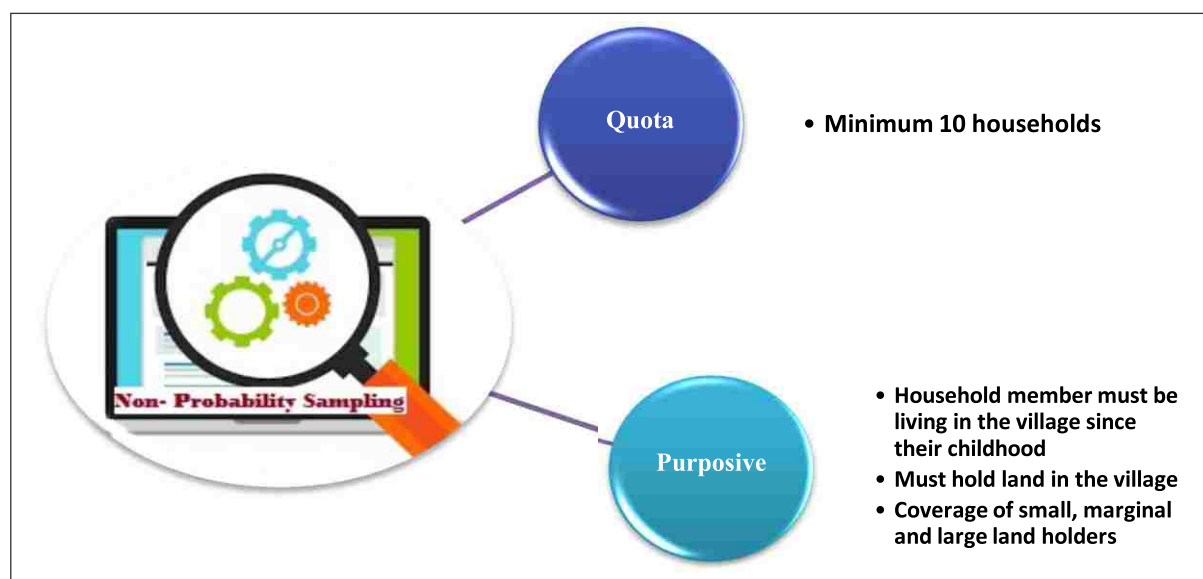 Quota
• Minimum 10 households
Non- Probability Sampling
Purposive
• Household member must be
living in the village since
their childhood
• Must hold land in the village
• Coverage of small, marginal
and large land holders